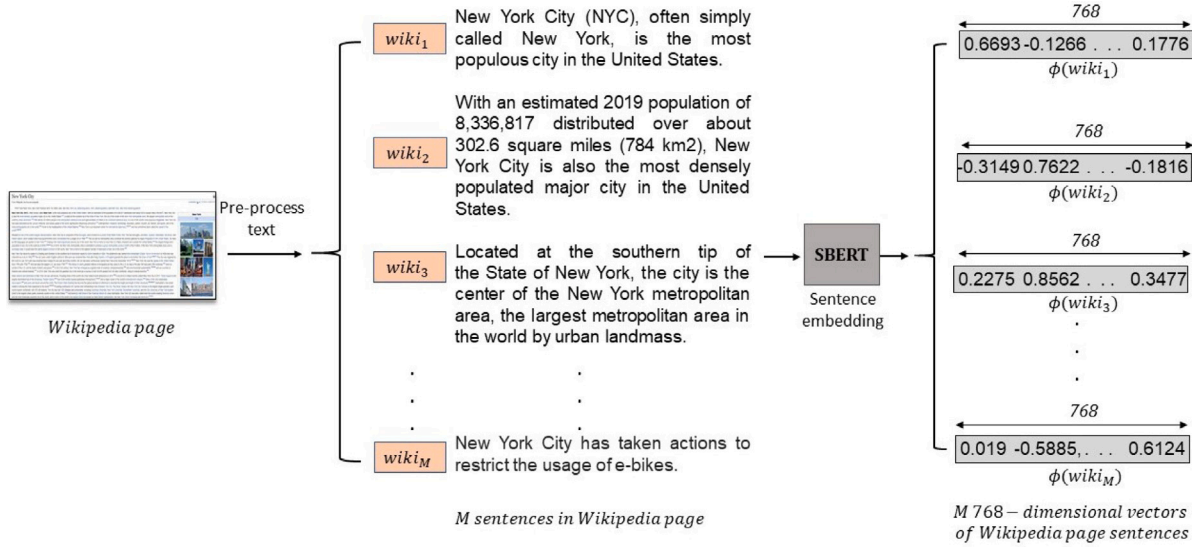 New York City
Wikipedia page
Pre-process
text
wiki₁
New York City (NYC), often simply
called New York, is the most
populous city in the United States.
wiki₂
With an estimated 2019 population of
8,336,817 distributed over about
302.6 square miles (784 km2), New
York City is also the most densely
populated major city in the United
States.
wiki₃
Located at the southern tip of
the State of New York, the city is the
center of the New York metropolitan
area, the largest metropolitan area in
the world by urban landmass.
. .
. .
. .
wiki_M
New York City has taken actions to
restrict the usage of e-bikes.
M sentences in Wikipedia page
SBERT
Sentence
embedding
768
0.6693 -0.1266 . . . 0.1776
ϕ(wiki₁)
768
-0.3149 0.7622 . . . -0.1816
ϕ(wiki₂)
768
0.2275 0.8562 . . . 0.3477
ϕ(wiki₃)
.
.
.
768
0.019 -0.5885, . . . 0.6124
ϕ(wiki_M)
M 768 – dimensional vectors
of Wikipedia page sentences